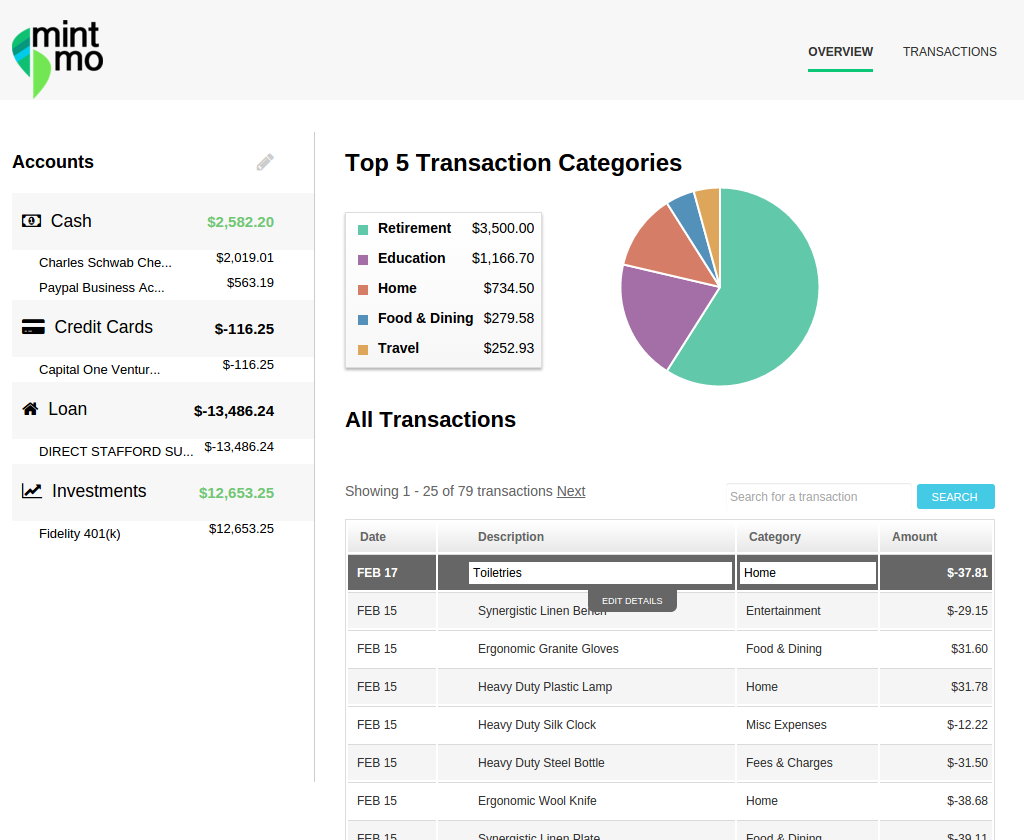 mint
mo
OVERVIEW TRANSACTIONS
Accounts
Cash $2,582.20
Charles Schwab Che... $2,019.01
Paypal Business Ac... $563.19
Credit Cards $-116.25
Capital One Ventur... $-116.25
Loan $-13,486.24
DIRECT STAFFORD SU... $-13,486.24
Investments $12,653.25
Fidelity 401(k) $12,653.25
Top 5 Transaction Categories
Retirement $3,500.00
Education $1,166.70
Home $734.50
Food & Dining $279.58
Travel $252.93
All Transactions
Showing 1 - 25 of 79 transactions Next
Search for a transaction SEARCH
Date Description Category Amount
FEB 17 Toiletries Home $-37.81
EDIT DETAILS
FEB 15 Synergistic Linen Bench Entertainment $-29.15
FEB 15 Ergonomic Granite Gloves Food & Dining $31.60
FEB 15 Heavy Duty Plastic Lamp Home $31.78
FEB 15 Heavy Duty Silk Clock Misc Expenses $-12.22
FEB 15 Heavy Duty Steel Bottle Fees & Charges $-31.50
FEB 15 Ergonomic Wool Knife Home $-38.68
FEB 15 Synergistic Linen Plate Food & Dining $-39.11